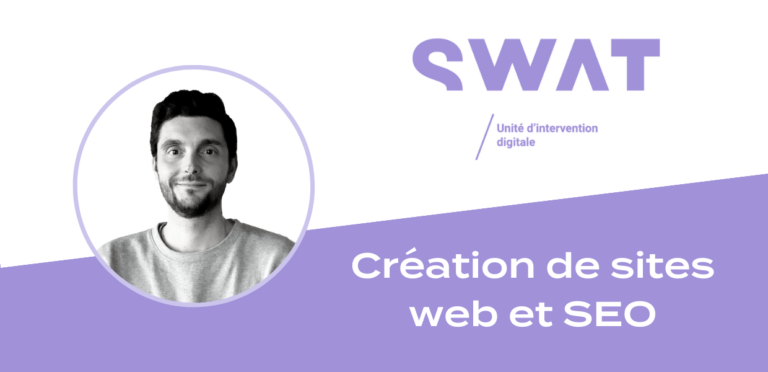 SWAT
Unité d'intervention
digitale
Création de sites
web et SEO